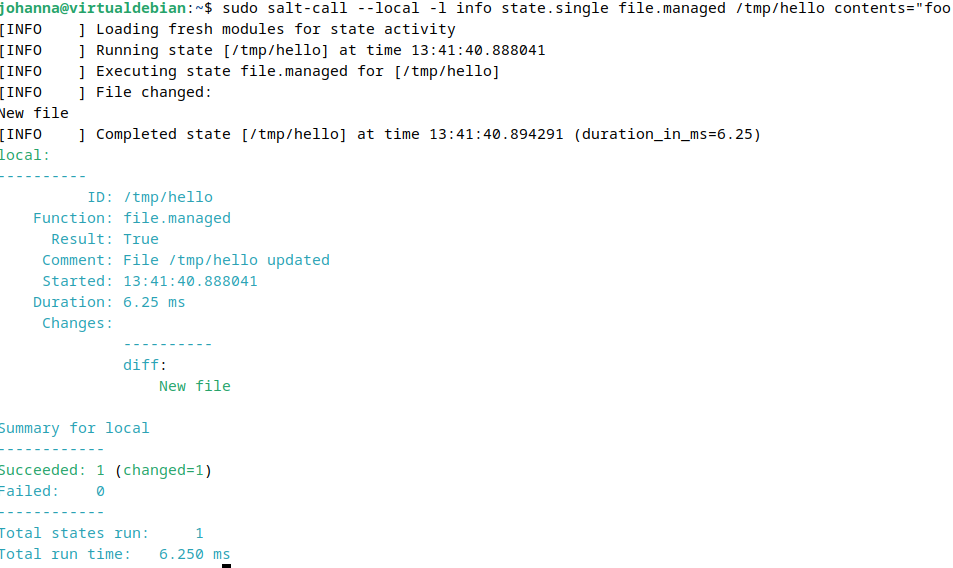 johanna@virtualdebian:~$ sudo salt-call --local -l info state.single file.managed /tmp/hello contents="foo
[INFO    ] Loading fresh modules for state activity
[INFO    ] Running state [/tmp/hello] at time 13:41:40.888041
[INFO    ] Executing state file.managed for [/tmp/hello]
[INFO    ] File changed:
New file
[INFO    ] Completed state [/tmp/hello] at time 13:41:40.894291 (duration_in_ms=6.25)
local:
----------
          ID: /tmp/hello
    Function: file.managed
      Result: True
     Comment: File /tmp/hello updated
     Started: 13:41:40.888041
    Duration: 6.25 ms
     Changes:
              ----------
              diff:
                  New file

Summary for local
------------
Succeeded: 1 (changed=1)
Failed:    0
------------
Total states run:     1
Total run time:   6.250 ms